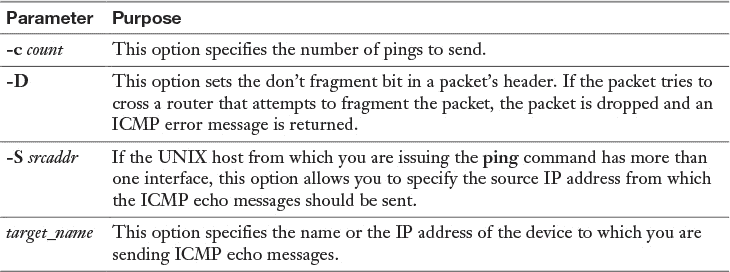 Parameter Purpose
-c count This option specifies the number of pings to send.
-D This option sets the don’t fragment bit in a packet’s header. If the packet tries to
cross a router that attempts to fragment the packet, the packet is dropped and an
ICMP error message is returned.
-S srcaddr If the UNIX host from which you are issuing the ping command has more than
one interface, this option allows you to specify the source IP address from which
the ICMP echo messages should be sent.
target_name This option specifies the name or the IP address of the device to which you are
sending ICMP echo messages.